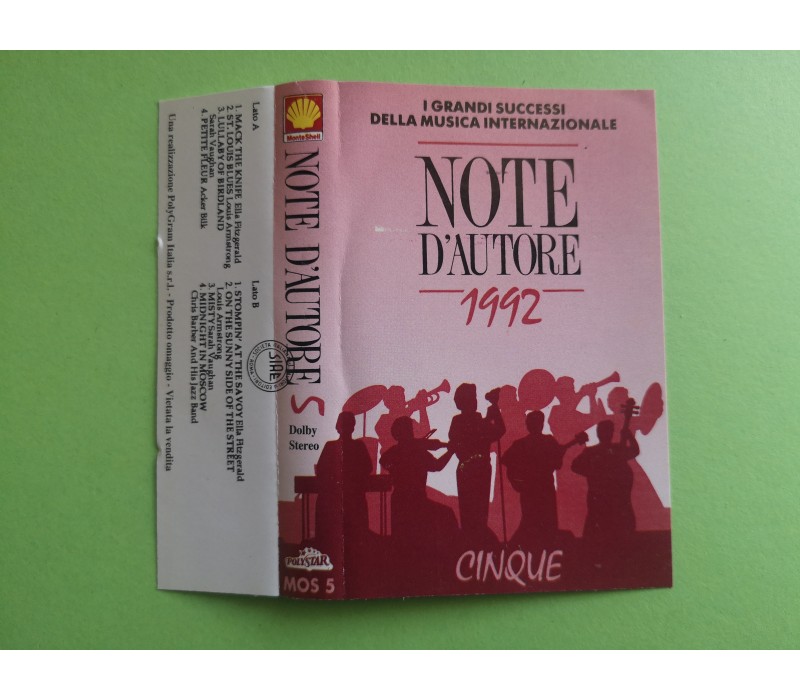 I GRANDI SUCCESSI
DELLA MUSICA INTERNAZIONALE
NOTE
D'AUTORE
1992
CINQUE
MonteShell
NOTE D'AUTORE 5
Dolby
Stereo
POLYSTAR
MOS 5
Lato A
1. MACK THE KNIFE Ella Fitzgerald
2. ST. LOUIS BLUES Louis Armstrong
3. LULLABY OF BIRDLAND
Sarah Vaughan
4. PETITE FLEUR Acker Bilk
Lato B
1. STOMPIN' AT THE SAVOY Ella Fitzgerald
2. ON THE SUNNY SIDE OF THE STREET
Louis Armstrong
3. MISTY Sarah Vaughan
4. MIDNIGHT IN MOSCOW
Chris Barber And His Jazz Band
Una realizzazione PolyGram Italia s.r.l. - Prodotto omaggio - Vietata la vendita
SIAE